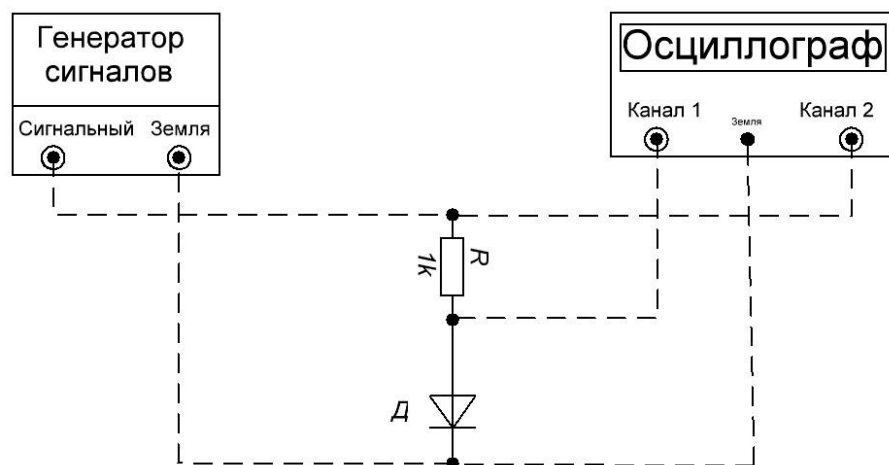 Генератор
сигналов
Сигнальный Земля
Осциллограф
Канал 1 Земля Канал 2
R
1k
Д